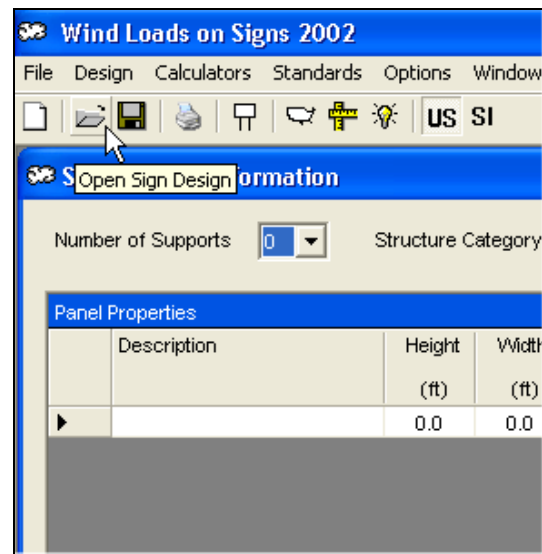 Wind Loads on Signs 2002
File Design Calculators Standards Options Window
US SI
S Open Sign Design ormation
Number of Supports 0 Structure Category
Panel Properties
Description Height Width
(ft) (ft)
0.0 0.0